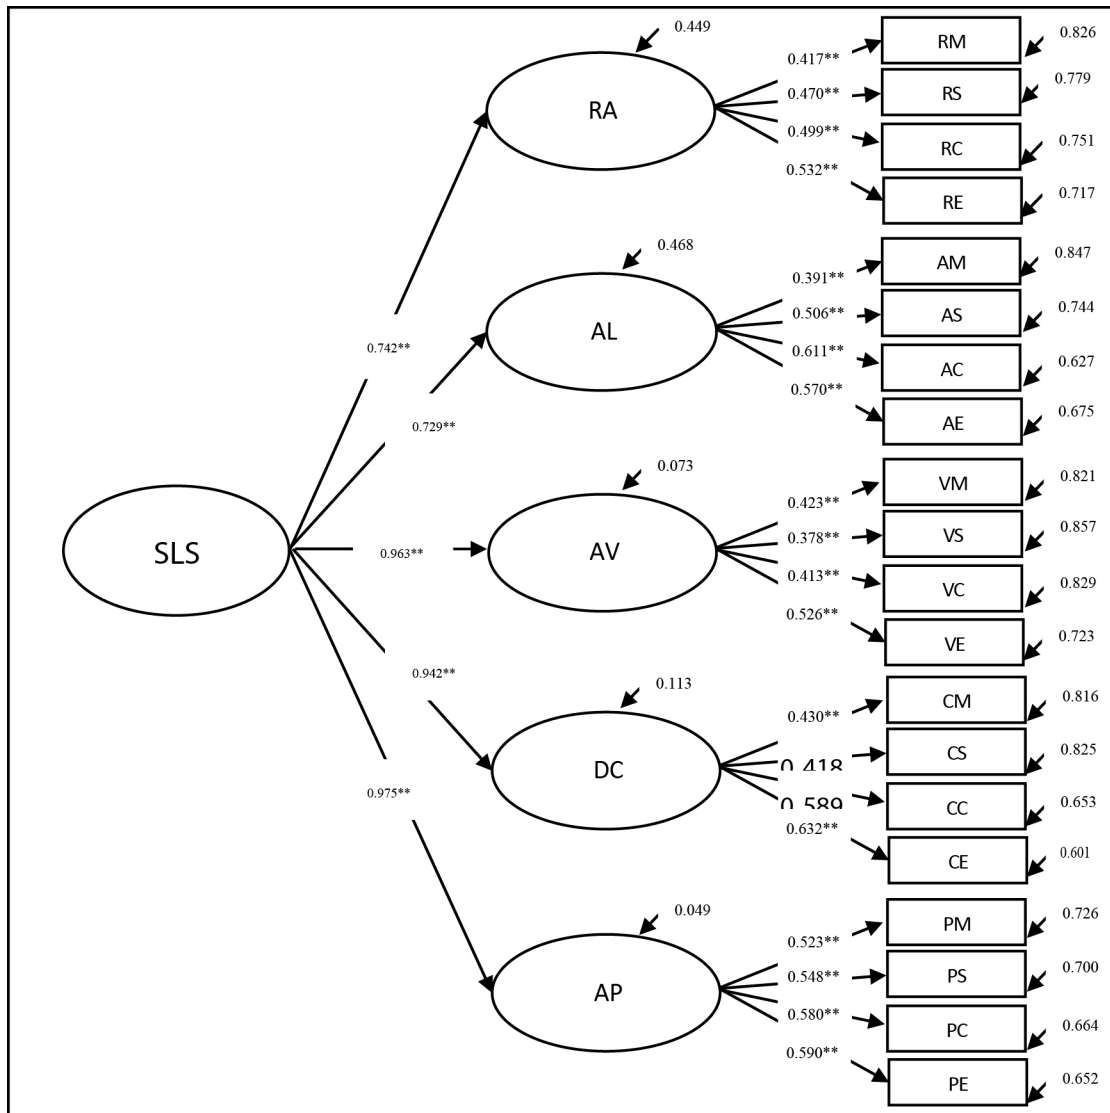 0.449
0.417** RM 0.826
0.470** RS 0.779
RA
0.499** RC 0.751
0.532** RE 0.717
0.468
0.391** AM 0.847
0.506** AS 0.744
AL
0.611** AC 0.627
0.570** AE 0.675
0.742**
0.729**
0.073
0.423** VM 0.821
0.378** VS 0.857
SLS
0.963**
AV
0.413** VC 0.829
0.526** VE 0.723
0.942**
0.113
0.430** CM 0.816
0.418 CS 0.825
DC
0.589 CC 0.653
0.632** CE 0.601
0.975**
0.049
0.523** PM 0.726
0.548** PS 0.700
AP
0.580** PC 0.664
0.590** PE 0.652